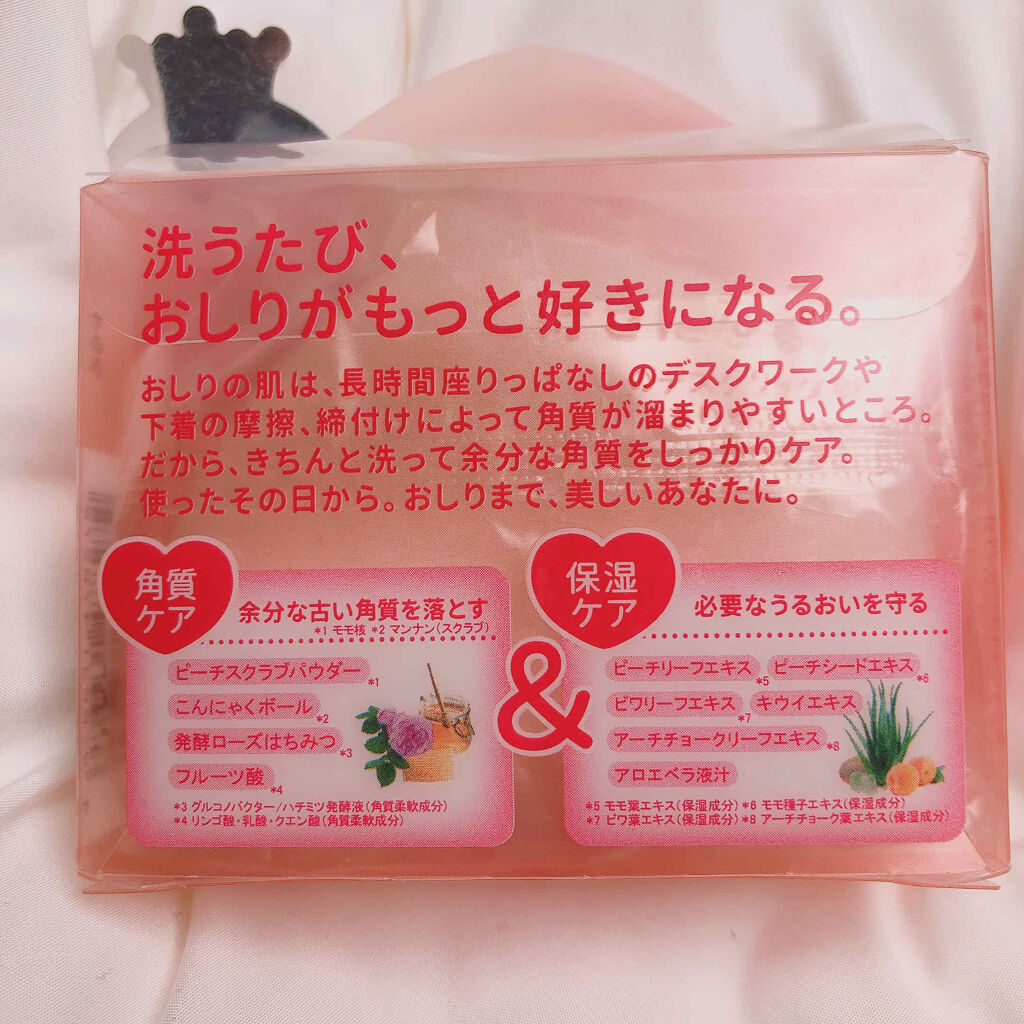 洗うたび、
おしりがもっと好きになる。
おしりの肌は、長時間座りっぱなしのデスクワークや
下着の摩擦、締付けによって角質が溜まりやすいところ。
だから、きちんと洗って余分な角質をしっかりケア。
使ったその日から。おしりまで、美しいあなたに。
角質
ケア
余分な古い角質を落とす
*1 モモ核 *2 マンナン(スクラブ)
ピーチスクラブパウダー*1
こんにゃくボール*2
発酵ローズはちみつ*3
フルーツ酸*4
*3 グルコノバクター/ハチミツ発酵液(角質柔軟成分)
*4 リンゴ酸・乳酸・クエン酸(角質柔軟成分)
&
保湿
ケア
必要なうるおいを守る
ピーチリーフエキス*5 ピーチシードエキス*6
ビワリーフエキス*7 キウイエキス
アーチチョークリーフエキス*8
アロエベラ液汁
*5 モモ葉エキス(保湿成分) *6 モモ種子エキス(保湿成分)
*7 ビワ葉エキス(保湿成分) *8 アーチチョーク葉エキス(保湿成分)